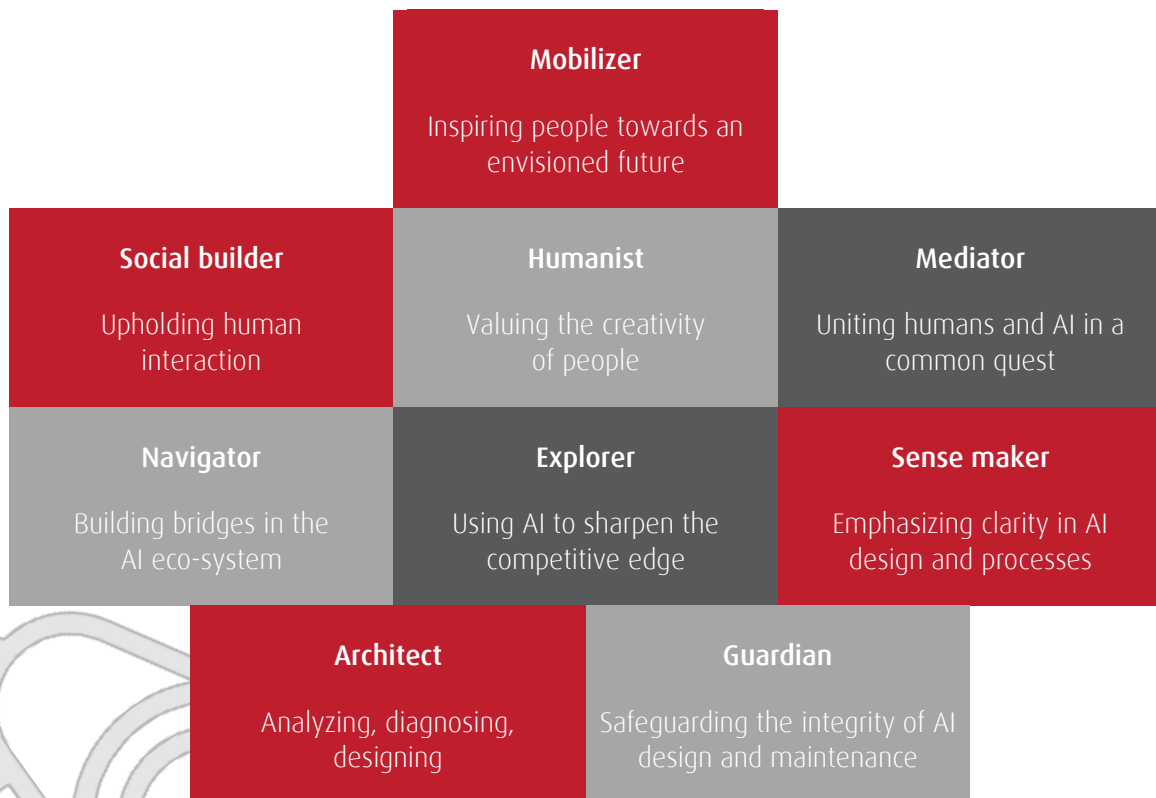 Mobilizer
Inspiring people towards an
envisioned future
Social builder
Upholding human
interaction
Humanist
Valuing the creativity
of people
Mediator
Uniting humans and AI in a
common quest
Navigator
Building bridges in the
AI eco-system
Explorer
Using AI to sharpen the
competitive edge
Sense maker
Emphasizing clarity in AI
design and processes
Architect
Analyzing, diagnosing,
designing
Guardian
Safeguarding the integrity of AI
design and maintenance